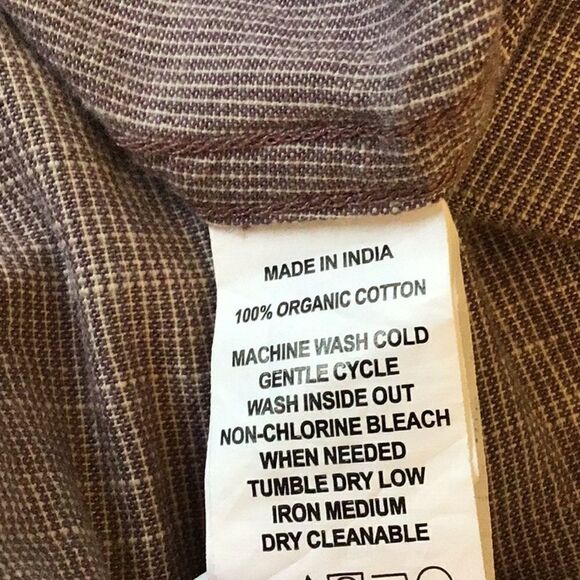 MADE IN INDIA
100% ORGANIC COTTON
MACHINE WASH COLD
GENTLE CYCLE
WASH INSIDE OUT
NON-CHLORINE BLEACH
WHEN NEEDED
TUMBLE DRY LOW
IRON MEDIUM
DRY CLEANABLE